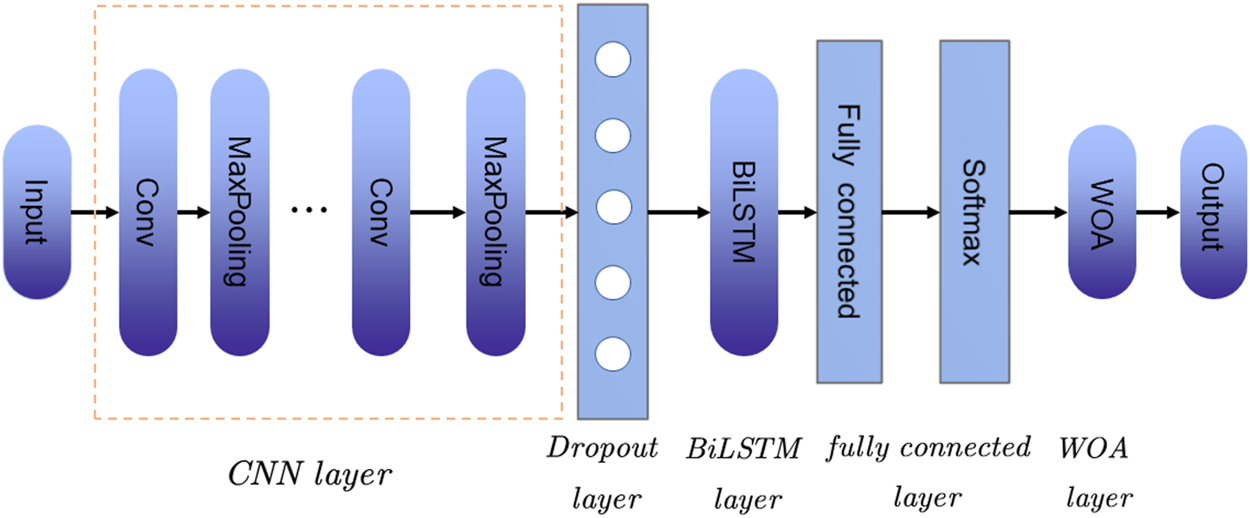 Input
Conv
MaxPooling
...
Conv
MaxPooling
BiLSTM
Fully connected
Softmax
WOA
Output
CNN layer
Dropout
layer
BiLSTM
layer
fully connected
layer
WOA
layer